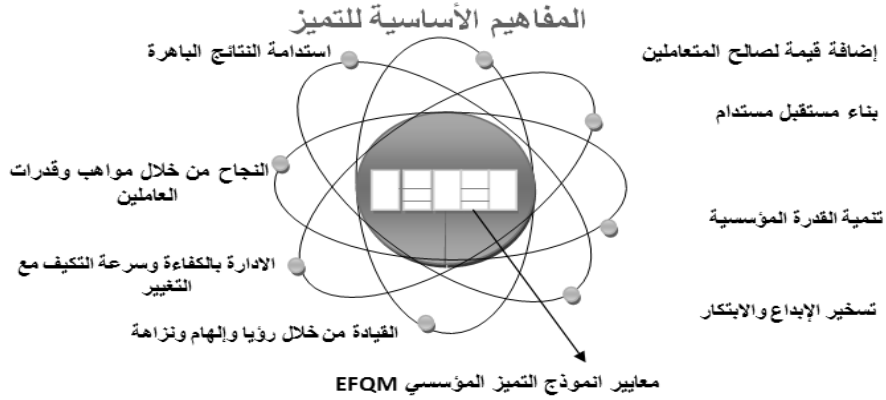 المفاهيم الأساسية للتميز
إضافة قيمة لصالح المتعاملين
استدامة النتائج الباهرة
بناء مستقبل مستدام
النجاح من خلال مواهب وقدرات
العاملين
تنمية القدرة المؤسسية
الادارة بالكفاءة وسرعة التكيف مع
التغيير
تسخير الإبداع والابتكار
القيادة من خلال رؤيا وإلهام ونزاهة
معايير انموذج التميز المؤسسي EFQM